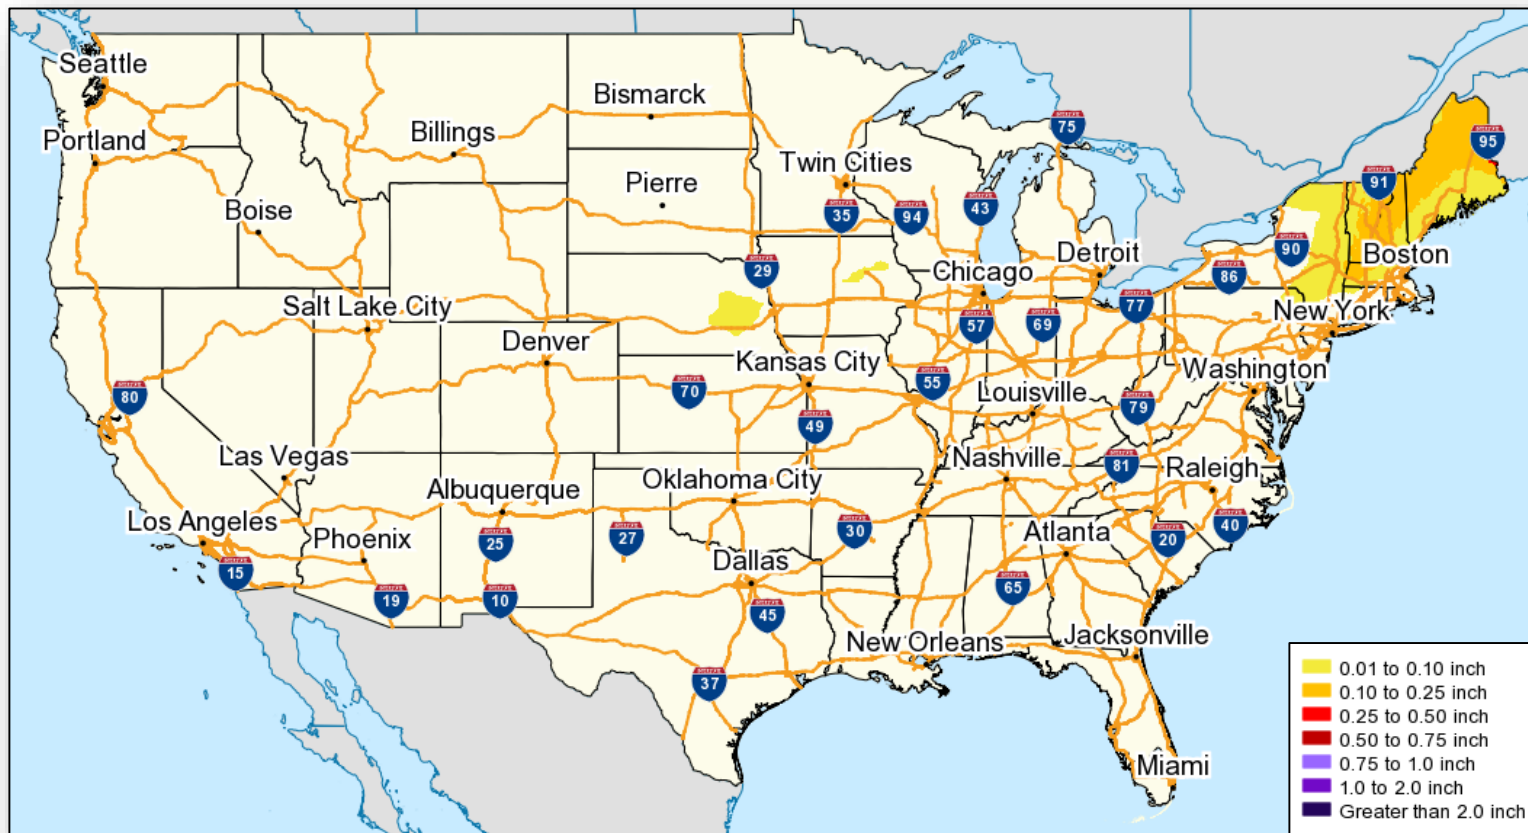 Seattle
Bismarck
75
Portland
Billings
95
Twin Cities
91
Pierre
43
Boise
35
94
90
Detroit
Boston
29
Chicago
86
Salt Lake City
77
New York
57
69
Denver
Kansas City
Washington
80
70
55
Louisville
79
49
Las Vegas
Nashville
81
Raleigh
Albuquerque
Oklahoma City
Los Angeles
Phoenix
25
27
30
Atlanta
20
40
15
Dallas
65
19
10
45
New Orleans
Jacksonville
37
Miami
0.01 to 0.10 inch
0.10 to 0.25 inch
0.25 to 0.50 inch
0.50 to 0.75 inch
0.75 to 1.0 inch
1.0 to 2.0 inch
Greater than 2.0 inch